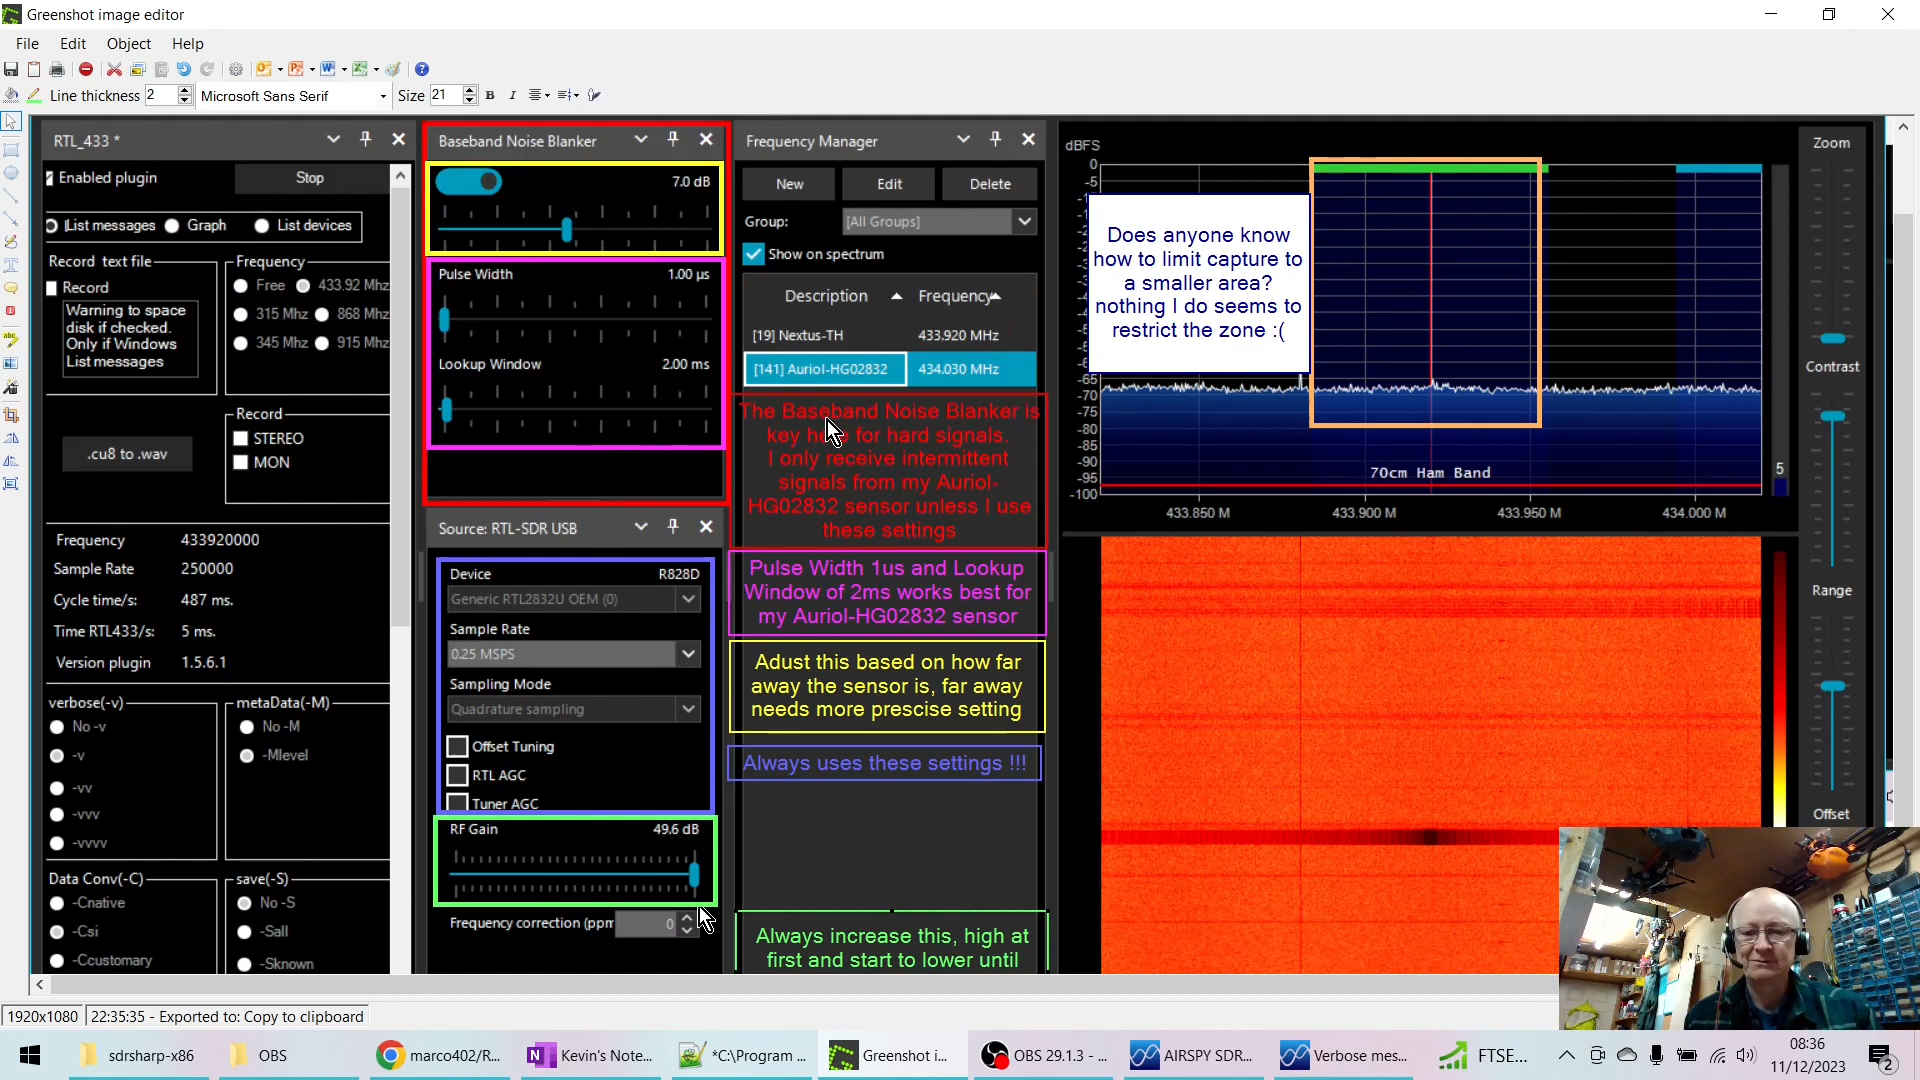 Greenshot image editor
File Edit Object Help
Line thickness 2 Microsoft Sans Serif Size 21 B I
RTL_433 *
Enabled plugin Stop
List messages Graph List devices
Record text file
Record
Warning to space
disk if checked.
Only if Windows
List messages
Frequency
Free 433.92 Mhz
315 Mhz 868 Mhz
345 Mhz 915 Mhz
.cu8 to .wav
Record
STEREO
MON
Frequency 433920000
Sample Rate 250000
Cycle time/s: 487 ms.
Time RTL433/s: 5 ms.
Version plugin 1.5.6.1
verbose(-v)
No -v
-v
-vv
-vvv
-vvvv
metaData(-M)
No -M
-Mlevel
Data Conv(-C)
-Cnative
-Csi
-Ccustomary
save(-S)
No -S
-Sall
-Sknown
Baseband Noise Blanker
7.0 dB
Pulse Width 1.00 µs
Lookup Window 2.00 ms
Source: RTL-SDR USB
Device R828D
Generic RTL2832U OEM (0)
Sample Rate
0.25 MSPS
Sampling Mode
Quadrature sampling
Offset Tuning
RTL AGC
Tuner AGC
RF Gain 49.6 dB
Frequency correction (ppm 0
Frequency Manager
New Edit Delete
Group: [All Groups]
Show on spectrum
Description Frequency
[19] Nextus-TH 433.920 MHz
[141] Auriol-HG02832 434.030 MHz
The Baseband Noise Blanker is
key here for hard signals.
I only receive intermittent
signals from my Auriol-
HG02832 sensor unless I use
these settings
Pulse Width 1us and Lookup
Window of 2ms works best for
my Auriol-HG02832 sensor
Adust this based on how far
away the sensor is, far away
needs more prescise setting
Always uses these settings !!!
Always increase this, high at
first and start to lower until
dBFS
0
-5
Does anyone know
how to limit capture to
a smaller area?
nothing I do seems to
restrict the zone :(
-65
-70
-75
-80
-85
-90
-95
-100
70cm Ham Band
5
433.850 M 433.900 M 433.950 M 434.000 M
Zoom
Contrast
Range
Offset
1920x1080 22:35:35 - Exported to: Copy to clipboard
sdrsharp-x86 OBS marco402/R... Kevin's Note... *C:\Program ... Greenshot i... OBS 29.1.3 - ... AIRSPY SDR... Verbose mes... FTSE...
08:36
11/12/2023
2